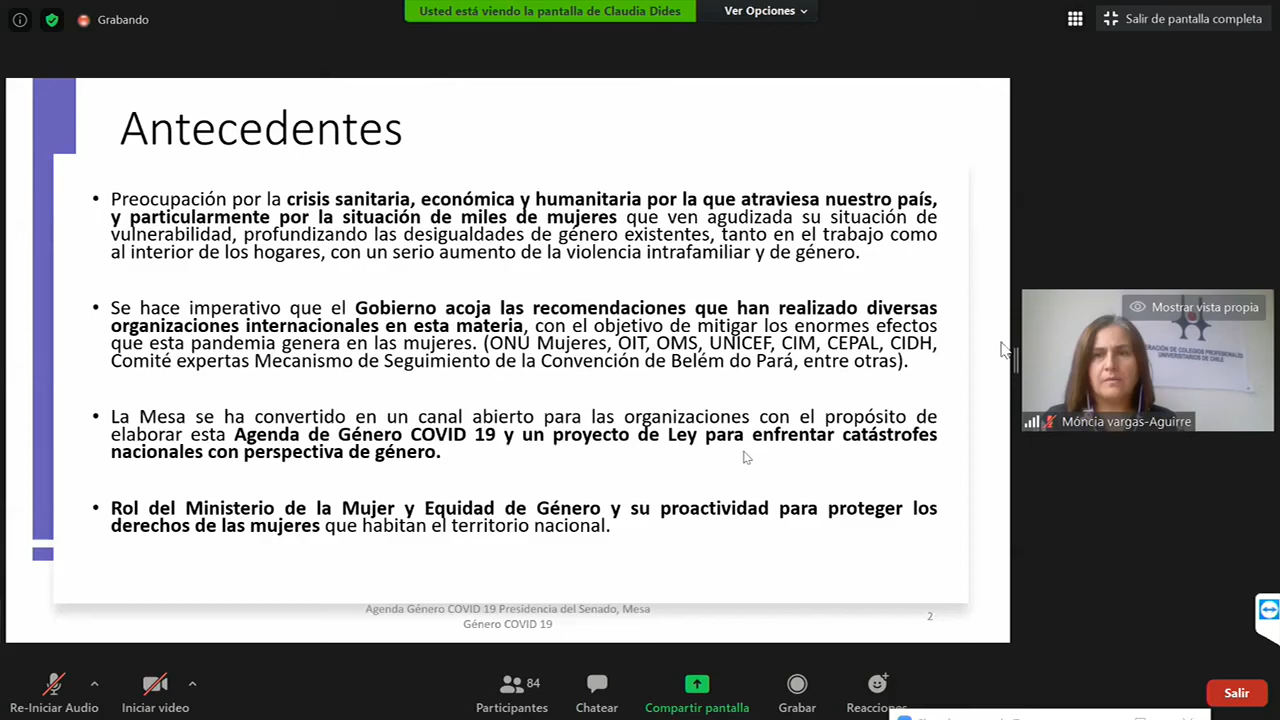 Grabando
Usted está viendo la pantalla de Claudia Dides
Ver Opciones
Salir de pantalla completa
Antecedentes
• Preocupación por la crisis sanitaria, económica y humanitaria por la que atraviesa nuestro país,
y particularmente por la situación de miles de mujeres que ven agudizada su situación de
vulnerabilidad, profundizando las desigualdades de género existentes, tanto en el trabajo como
al interior de los hogares, con un serio aumento de la violencia intrafamiliar y de género.
• Se hace imperativo que el Gobierno acoja las recomendaciones que han realizado diversas
organizaciones internacionales en esta materia, con el objetivo de mitigar los enormes efectos
que esta pandemia genera en las mujeres. (ONU Mujeres, OIT, OMS, UNICEF, CIM, CEPAL, CIDH,
Comité expertas Mecanismo de Seguimiento de la Convención de Belém do Pará, entre otras).
• La Mesa se ha convertido en un canal abierto para las organizaciones con el propósito de
elaborar esta Agenda de Género COVID 19 y un proyecto de Ley para enfrentar catástrofes
nacionales con perspectiva de género.
• Rol del Ministerio de la Mujer y Equidad de Género y su proactividad para proteger los
derechos de las mujeres que habitan el territorio nacional.
Agenda Género COVID 19 Presidencia del Senado, Mesa
Género COVID 19
2
Mostrar vista propia
ERACIÓN DE COLEGIOS PROFESIONALES
UNIVERSITARIOS DE CHILE
Móncia vargas-Aguirre
Re-Iniciar Audio
Iniciar video
84
Participantes
Chatear
Compartir pantalla
Grabar
Reacciones
Salir